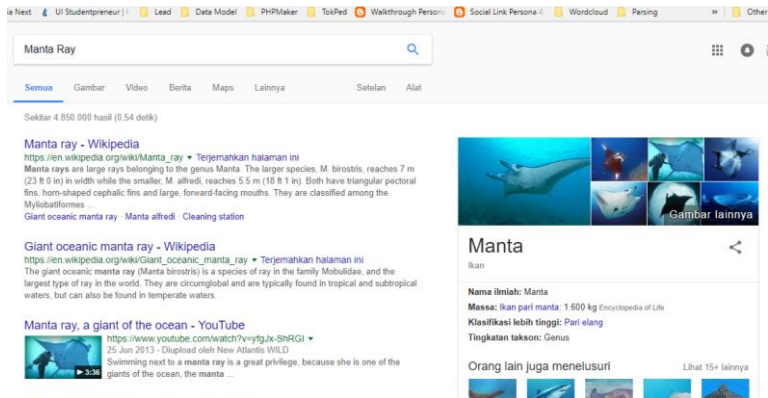 ia Next UI Studentpreneur | Lead Data Model PHPMaker TokPed Walkthrough Persona Social Link Persona 4 Wordcloud Parsing » Other
Manta Ray
Semua Gambar Video Berita Maps Lainnya Setelan Alat
Sekitar 4.850.000 hasil (0,54 detik)
Manta ray - Wikipedia
https://en.wikipedia.org/wiki/Manta_ray ▾ Terjemahkan halaman ini
Manta rays are large rays belonging to the genus Manta. The larger species, M. birostris, reaches 7 m
(23 ft 0 in) in width while the smaller, M. alfredi, reaches 5.5 m (18 ft 1 in). Both have triangular pectoral
fins, horn-shaped cephalic fins and large, forward-facing mouths. They are classified among the
Myliobatiformes ...
Giant oceanic manta ray · Manta alfredi · Cleaning station
Giant oceanic manta ray - Wikipedia
https://en.wikipedia.org/wiki/Giant_oceanic_manta_ray ▾ Terjemahkan halaman ini
The giant oceanic manta ray (Manta birostris) is a species of ray in the family Mobulidae, and the
largest type of ray in the world. They are circumglobal and are typically found in tropical and subtropical
waters, but can also be found in temperate waters.
Manta ray, a giant of the ocean - YouTube
https://www.youtube.com/watch?v=yfgJx-ShRGI ▾
25 Jun 2013 - Diupload oleh New Atlantis WILD
Swimming next to a manta ray is a great privilege, because she is one of the
giants of the ocean, the manta ...
3:36
Gambar lainnya
Manta
Ikan
Nama ilmiah: Manta
Massa: Ikan pari manta: 1.600 kg Encyclopedia of Life
Klasifikasi lebih tinggi: Pari elang
Tingkatan takson: Genus
Orang lain juga menelusuri Lihat 15+ lainnya